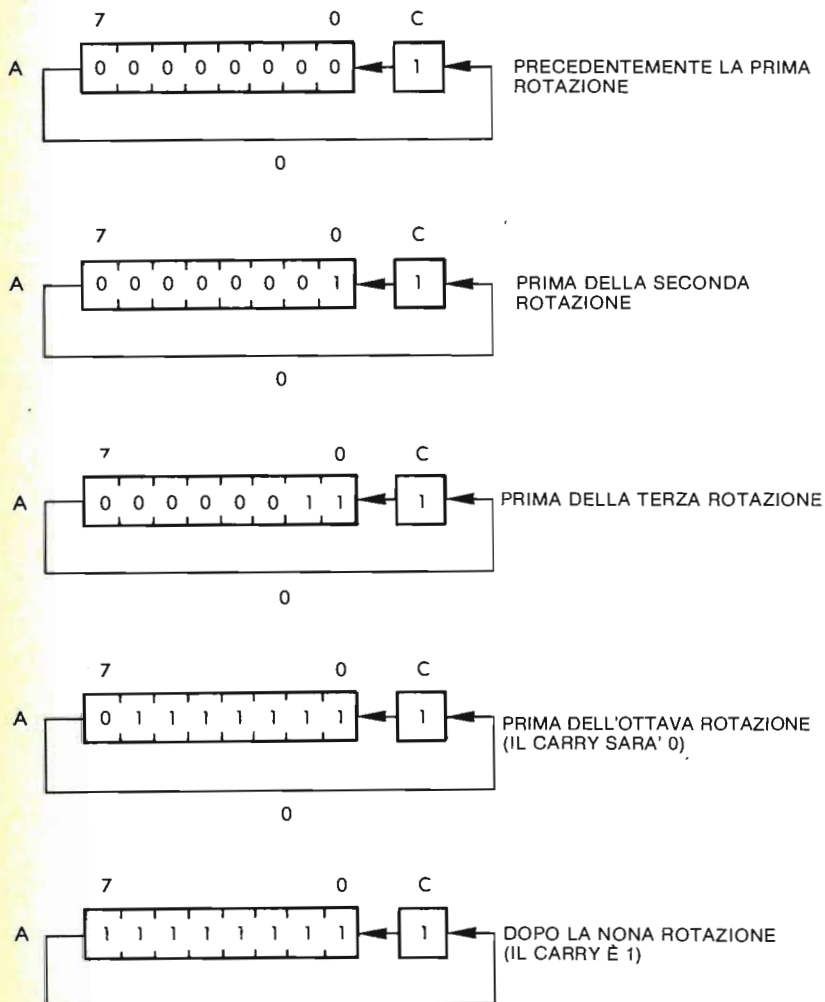 7 0 C
A 0 0 0 0 0 0 0 0 1 PRECEDENTEMENTE LA PRIMA
ROTAZIONE
0
7 0 C
A 0 0 0 0 0 0 0 1 1 PRIMA DELLA SECONDA
ROTAZIONE
0
7 0 C
A 0 0 0 0 0 0 1 1 1 PRIMA DELLA TERZA ROTAZIONE
0
7 0 C
A 0 1 1 1 1 1 1 1 1 PRIMA DELL'OTTAVA ROTAZIONE
(IL CARRY SARA' 0)
0
7 0 C
A 1 1 1 1 1 1 1 1 1 DOPO LA NONA ROTAZIONE
(IL CARRY È 1)